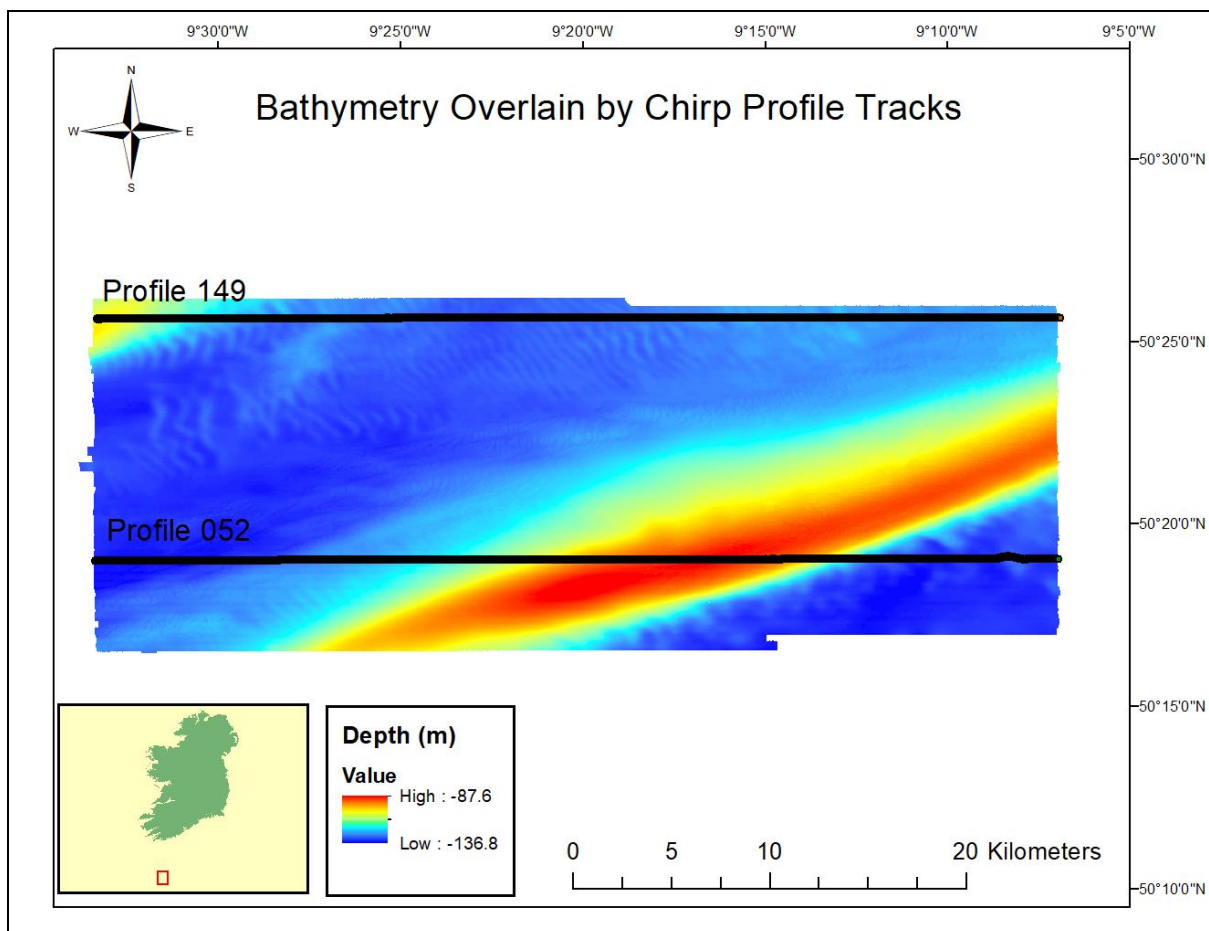 9°30'0"W 9°25'0"W 9°20'0"W 9°15'0"W 9°10'0"W 9°5'0"W
N
W E
S
Bathymetry Overlain by Chirp Profile Tracks
50°30'0"N
Profile 149
50°25'0"N
Profile 052
50°20'0"N
50°15'0"N
Depth (m)
Value
High : -87.6
Low : -136.8
0 5 10 20 Kilometers
50°10'0"N